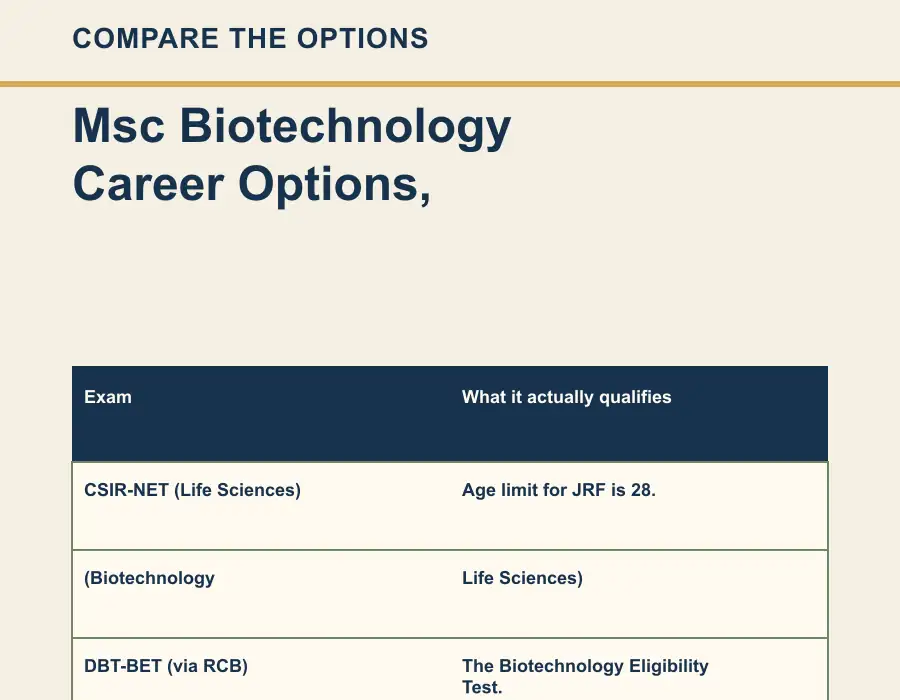 COMPARE THE OPTIONS
Msc Biotechnology
Career Options,
Exam
What it actually qualifies
CSIR-NET (Life Sciences)
Age limit for JRF is 28.
(Biotechnology
Life Sciences)
DBT-BET (via RCB)
The Biotechnology Eligibility
Test.